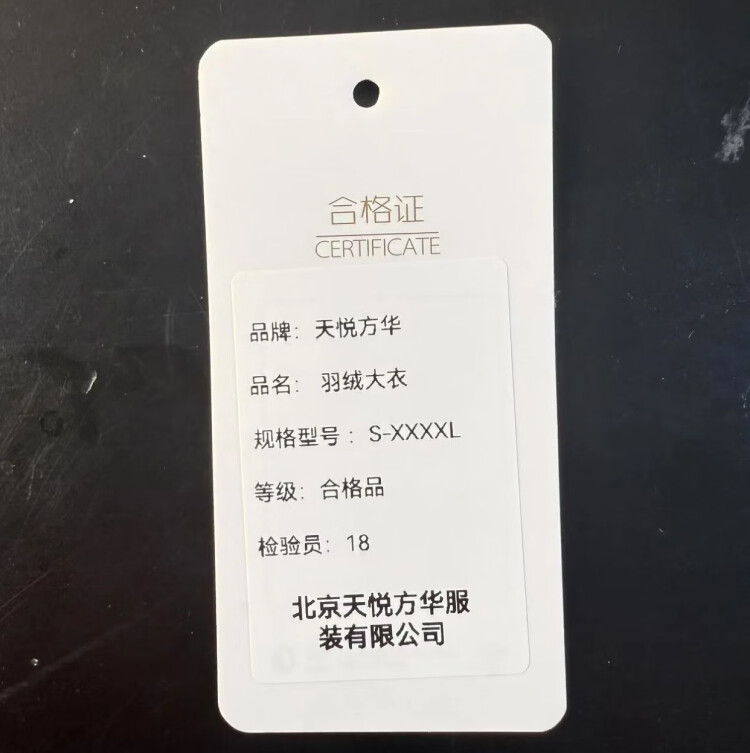 合格证
CERTIFICATE
品牌：天悦方华
品名：羽绒大衣
规格型号：S-XXXXL
等级：合格品
检验员：18
北京天悦方华服
装有限公司